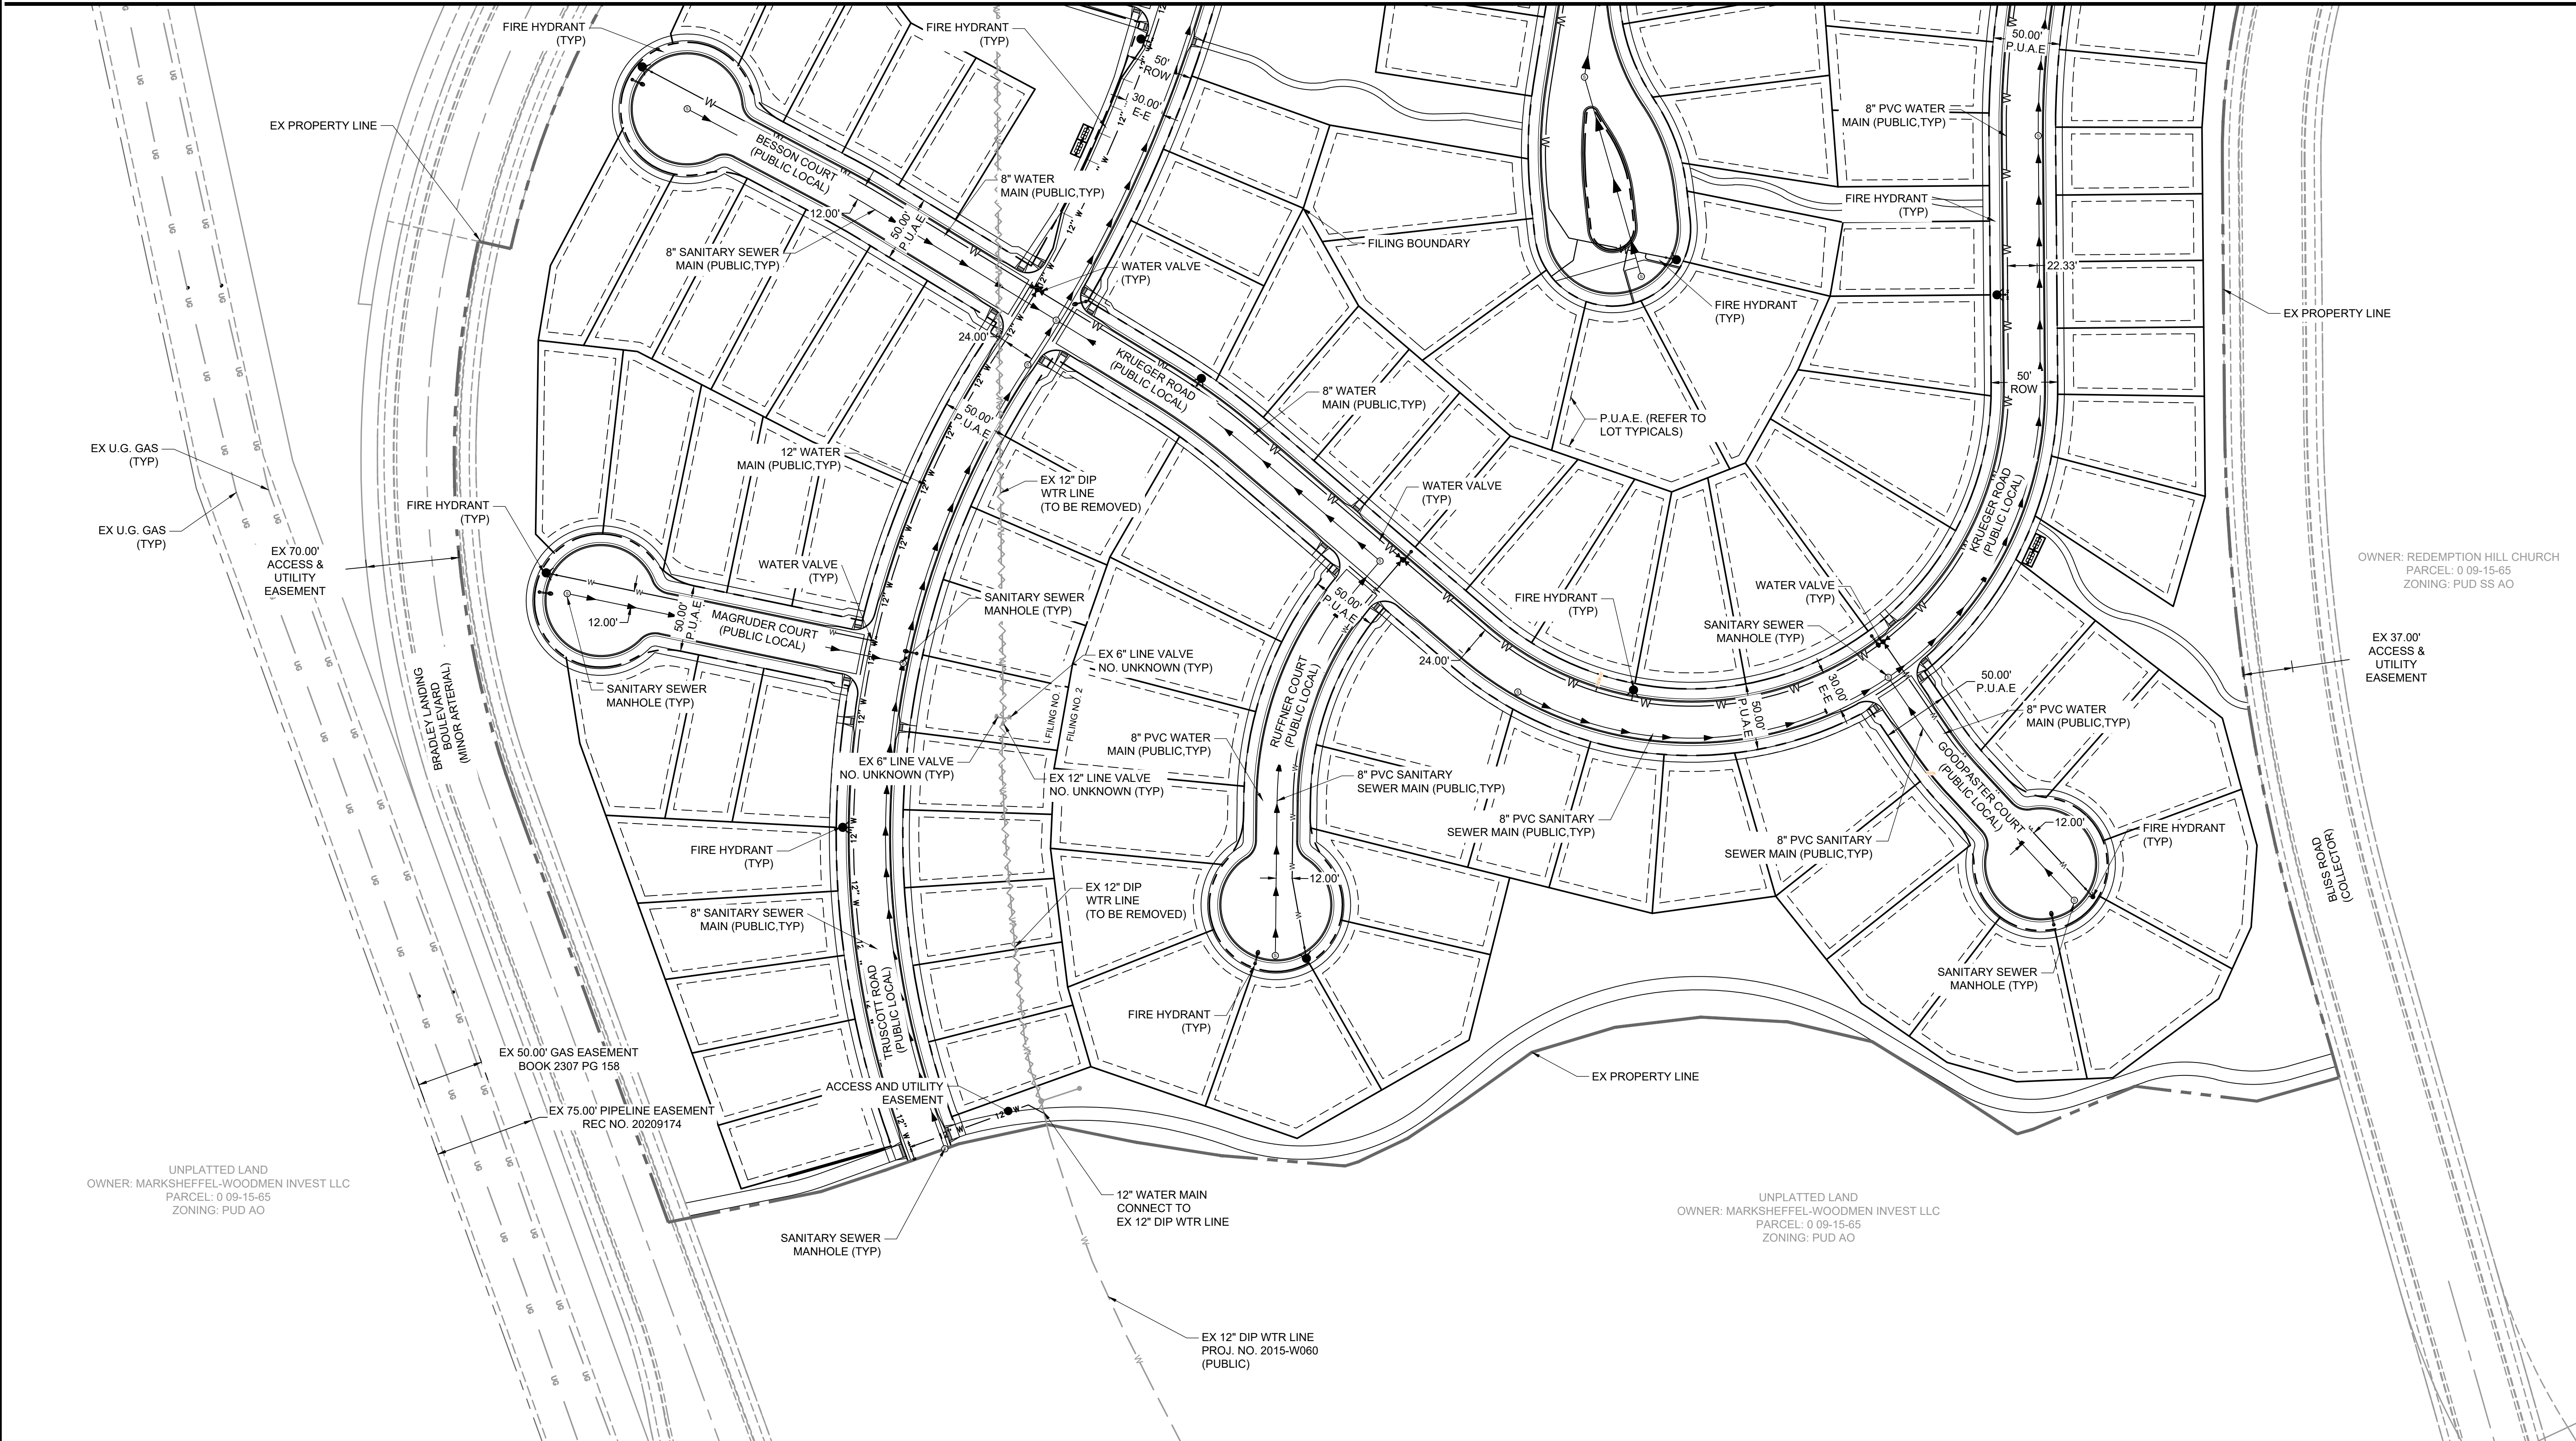 FIRE HYDRANT
(TYP)
FIRE HYDRANT
(TYP)
50'
ROW
30.00'
E-E
50.00'
P.U.A.E
EX PROPERTY LINE
8" PVC WATER
MAIN (PUBLIC,TYP)
BESSON COURT
(PUBLIC LOCAL)
8" WATER
MAIN (PUBLIC,TYP)
FIRE HYDRANT
(TYP)
12.00'
50.00'
P.U.A.E
8" SANITARY SEWER
MAIN (PUBLIC,TYP)
FILING BOUNDARY
WATER VALVE
(TYP)
22.33'
FIRE HYDRANT
(TYP)
EX PROPERTY LINE
24.00'
KRUEGER ROAD
(PUBLIC LOCAL)
50'
ROW
8" WATER
MAIN (PUBLIC,TYP)
50.00'
P.U.A.E
P.U.A.E. (REFER TO
LOT TYPICALS)
EX U.G. GAS
(TYP)
12" WATER
MAIN (PUBLIC,TYP)
EX 12" DIP
WTR LINE
(TO BE REMOVED)
WATER VALVE
(TYP)
FIRE HYDRANT
(TYP)
EX U.G. GAS
(TYP)
KRUEGER ROAD
(PUBLIC LOCAL)
EX 70.00'
ACCESS &
UTILITY
EASEMENT
WATER VALVE
(TYP)
OWNER: REDEMPTION HILL CHURCH
PARCEL: 0 09-15-65
ZONING: PUD SS AO
WATER VALVE
(TYP)
FIRE HYDRANT
(TYP)
SANITARY SEWER
MANHOLE (TYP)
50.00'
P.U.A.E
12.00'
50.00'
P.U.A.E
MAGRUDER COURT
(PUBLIC LOCAL)
SANITARY SEWER
MANHOLE (TYP)
EX 37.00'
ACCESS &
UTILITY
EASEMENT
EX 6" LINE VALVE
NO. UNKNOWN (TYP)
24.00'
SANITARY SEWER
MANHOLE (TYP)
BRADLEY LANDING
BOULEVARD
(MINOR ARTERIAL)
FILING NO. 1
FILING NO. 2
RUFFNER COURT
(PUBLIC LOCAL)
50.00'
P.U.A.E
30.00'
E-E
50.00'
P.U.A.E
8" PVC WATER
MAIN (PUBLIC,TYP)
8" PVC WATER
MAIN (PUBLIC,TYP)
EX 6" LINE VALVE
NO. UNKNOWN (TYP)
EX 12" LINE VALVE
NO. UNKNOWN (TYP)
8" PVC SANITARY
SEWER MAIN (PUBLIC,TYP)
GOODPASTER COURT
(PUBLIC LOCAL)
8" PVC SANITARY
SEWER MAIN (PUBLIC,TYP)
12.00'
FIRE HYDRANT
(TYP)
8" PVC SANITARY
SEWER MAIN (PUBLIC,TYP)
FIRE HYDRANT
(TYP)
12.00'
BLISS ROAD
(COLLECTOR)
EX 12" DIP
WTR LINE
(TO BE REMOVED)
8" SANITARY SEWER
MAIN (PUBLIC,TYP)
TRUSCOTT ROAD
(PUBLIC LOCAL)
SANITARY SEWER
MANHOLE (TYP)
FIRE HYDRANT
(TYP)
EX 50.00' GAS EASEMENT
BOOK 2307 PG 158
EX PROPERTY LINE
ACCESS AND UTILITY
EASEMENT
EX 75.00' PIPELINE EASEMENT
REC NO. 20209174
UNPLATTED LAND
OWNER: MARKSHEFFEL-WOODMEN INVEST LLC
PARCEL: 0 09-15-65
ZONING: PUD AO
12" WATER MAIN
CONNECT TO
EX 12" DIP WTR LINE
UNPLATTED LAND
OWNER: MARKSHEFFEL-WOODMEN INVEST LLC
PARCEL: 0 09-15-65
ZONING: PUD AO
SANITARY SEWER
MANHOLE (TYP)
EX 12" DIP WTR LINE
PROJ. NO. 2015-W060
(PUBLIC)